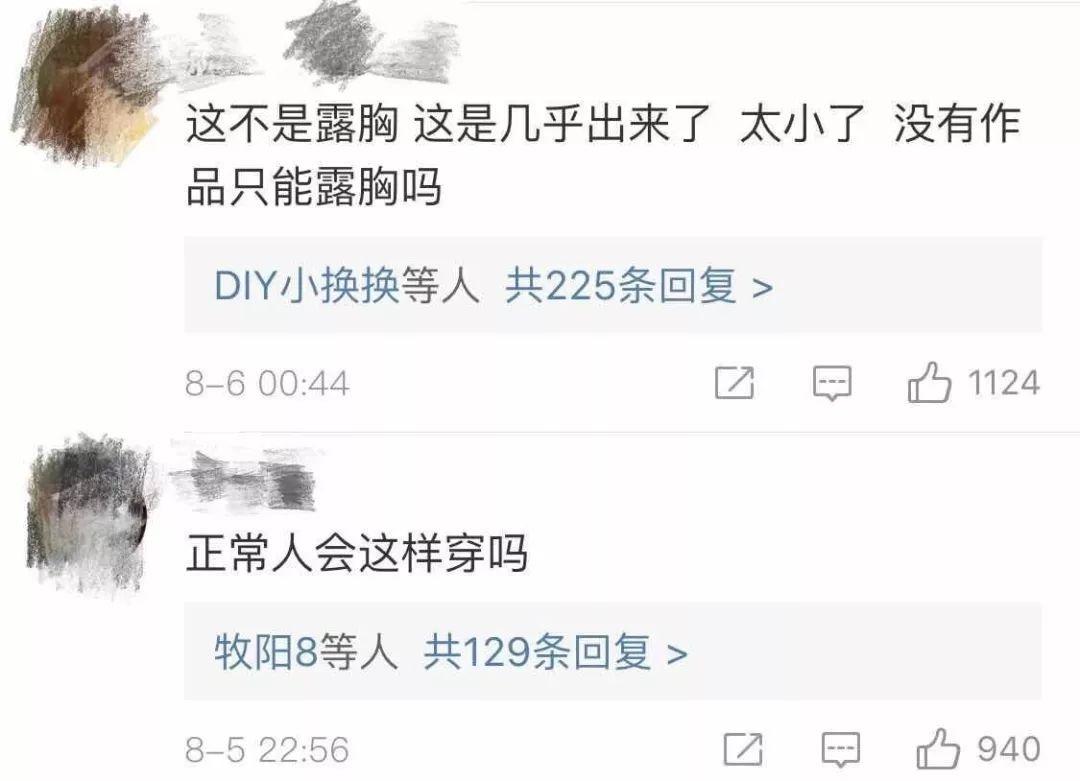 这不是露胸 这是几乎出来了 太小了 没有作
品只能露胸吗
DIY小换换等人 共225条回复 >
8-6 00:44 1124
正常人会这样穿吗
牧阳8等人 共129条回复 >
8-5 22:56 940